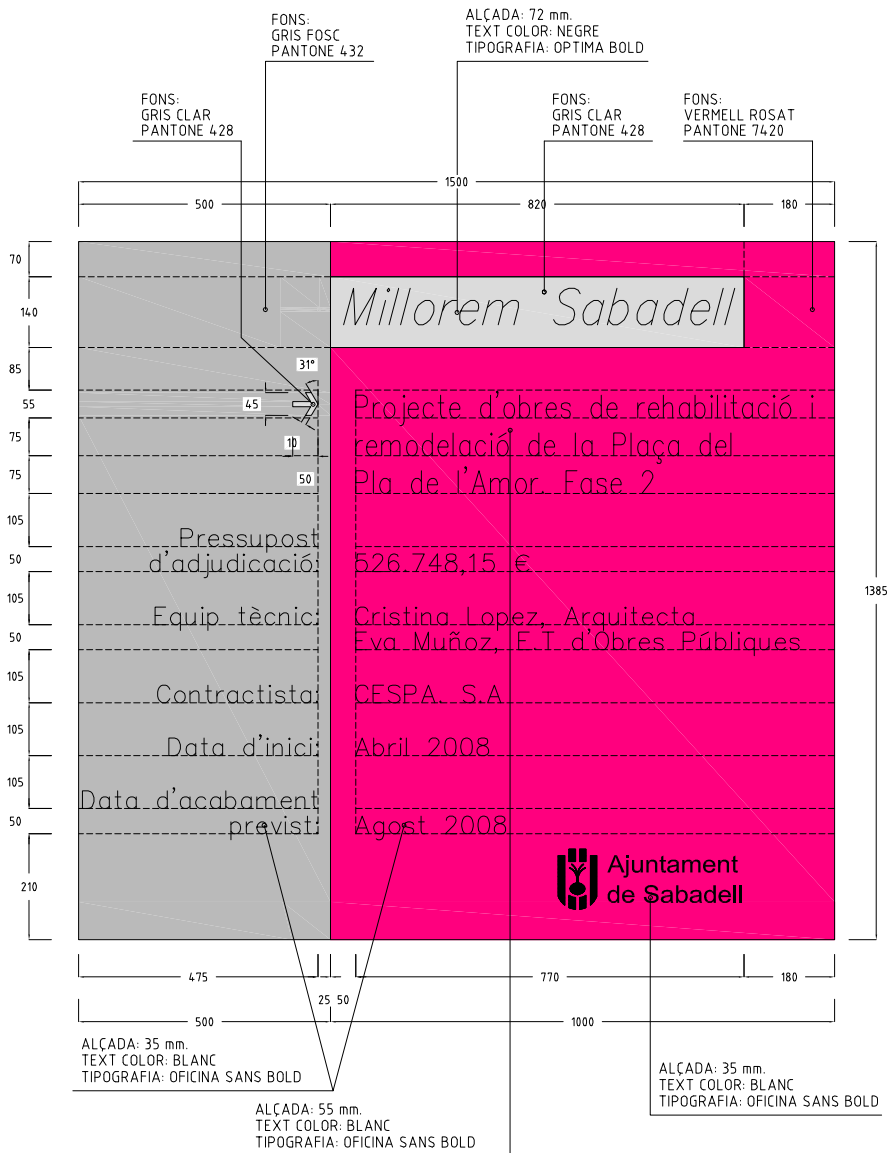 FONS:
GRIS FOSC
PANTONE 432
ALÇADA: 72 mm.
TEXT COLOR: NEGRE
TIPOGRAFIA: OPTIMA BOLD
FONS:
GRIS CLAR
PANTONE 428
FONS:
GRIS CLAR
PANTONE 428
FONS:
VERMELL ROSAT
PANTONE 7420
1500
500
820
180
70
140
85
55
75
75
105
50
105
50
105
105
105
50
210
1385
Millorem Sabadell
31°
45
10
50
Projecte d'obres de rehabilitació i
remodelació de la Plaça del
Pla de l'Amor. Fase 2
Pressupost
d'adjudicació:
526.748,15 €
Equip tècnic:
Cristina Lopez, Arquitecta
Eva Muñoz, E.T d'Obres Públiques
Contractista:
CESPA. S.A
Data d'inici:
Abril 2008
Data d'acabament
previst:
Agost 2008
Ajuntament
de Sabadell
475
25
50
770
180
500
1000
ALÇADA: 35 mm.
TEXT COLOR: BLANC
TIPOGRAFIA: OFICINA SANS BOLD
ALÇADA: 55 mm.
TEXT COLOR: BLANC
TIPOGRAFIA: OFICINA SANS BOLD
ALÇADA: 35 mm.
TEXT COLOR: BLANC
TIPOGRAFIA: OFICINA SANS BOLD